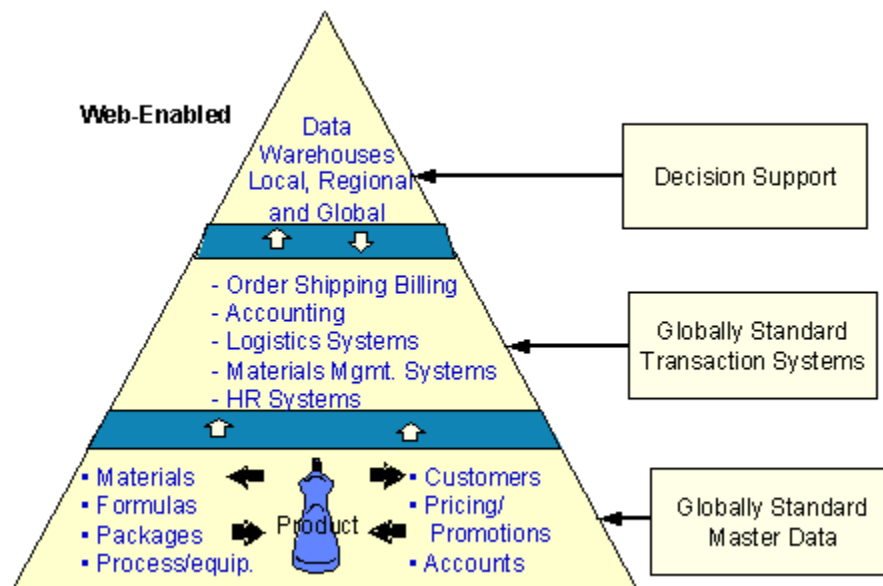 Web-Enabled
Data
Warehouses
Local, Regional
and Global
Decision Support
- Order Shipping Billing
- Accounting
- Logistics Systems
- Materials Mgmt. Systems
- HR Systems
Globally Standard
Transaction Systems
▪ Materials
▪ Formulas
▪ Packages
▪ Process/equip.
Product
▪ Customers
▪ Pricing/
Promotions
▪ Accounts
Globally Standard
Master Data